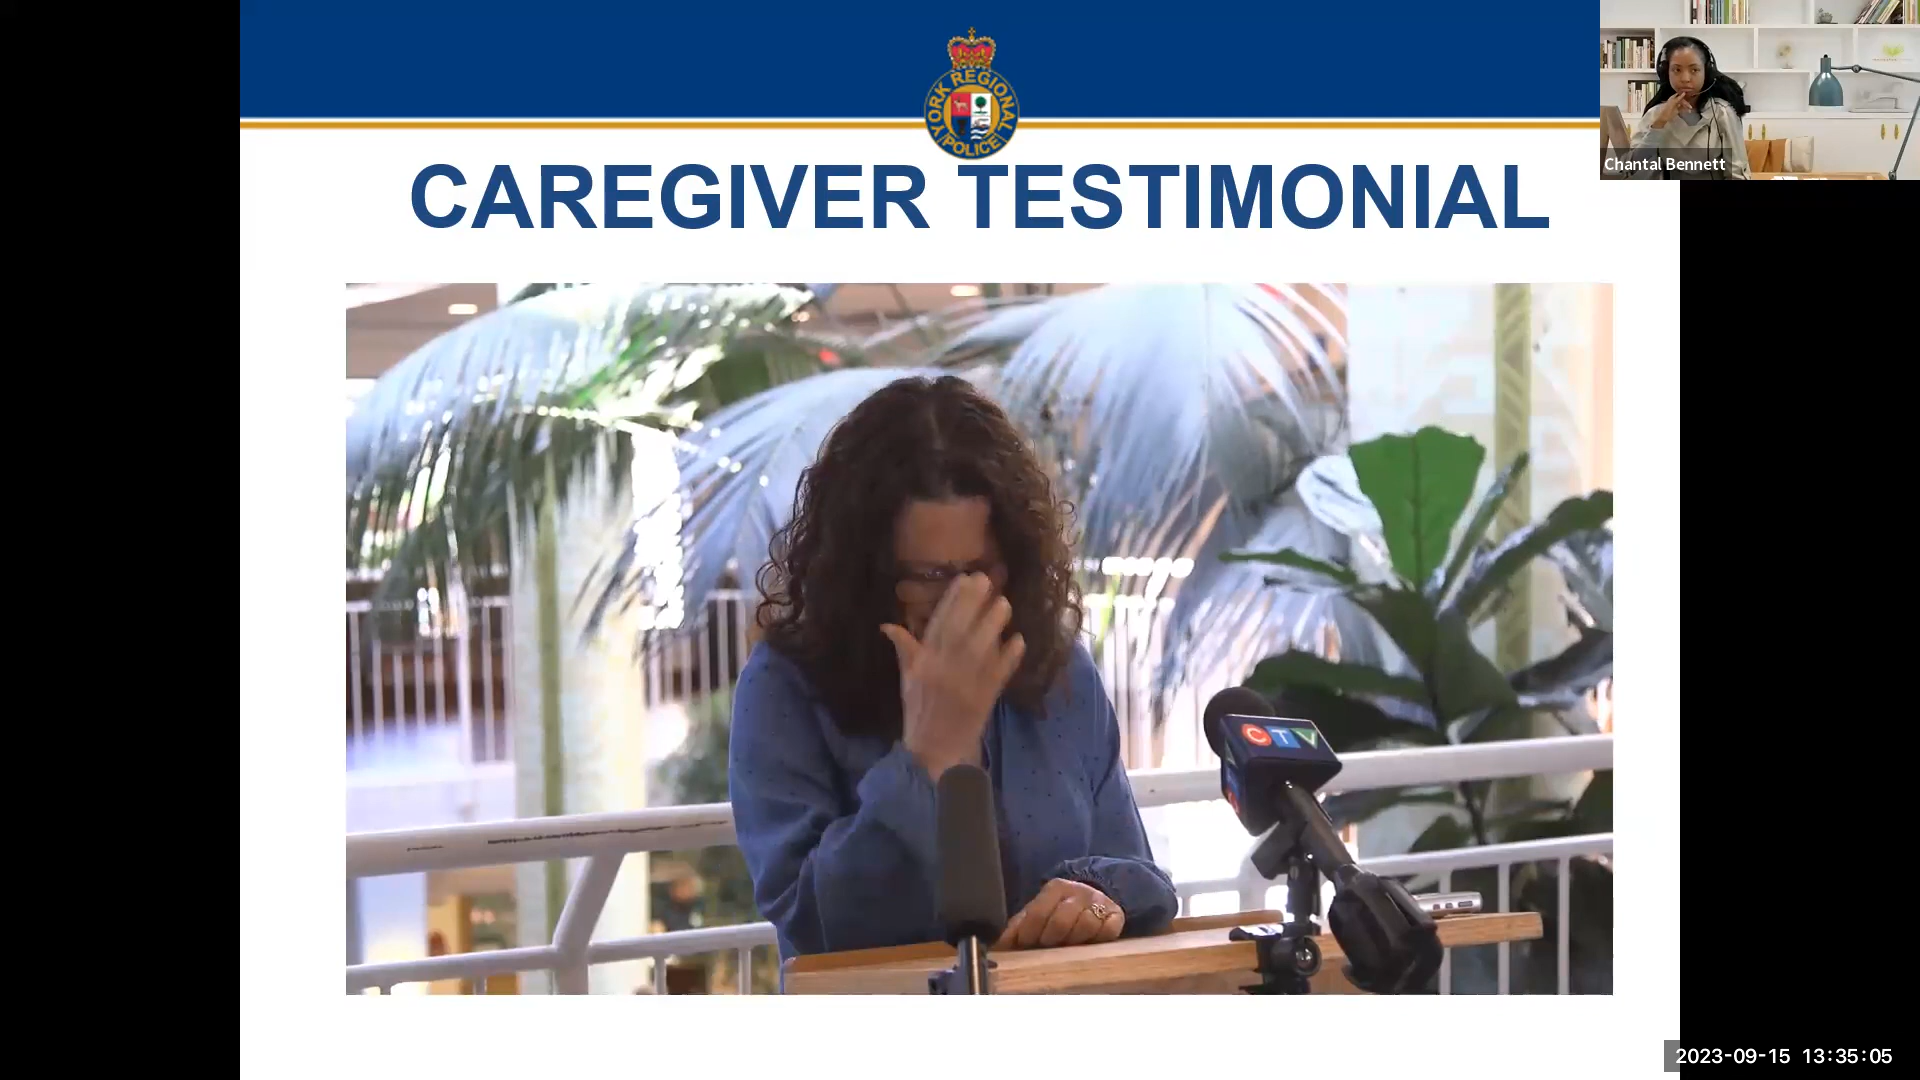 YORK REGIONAL
POLICE
Chantal Bennett
CAREGIVER TESTIMONIAL
CTV
2023-09-15 13:35:05